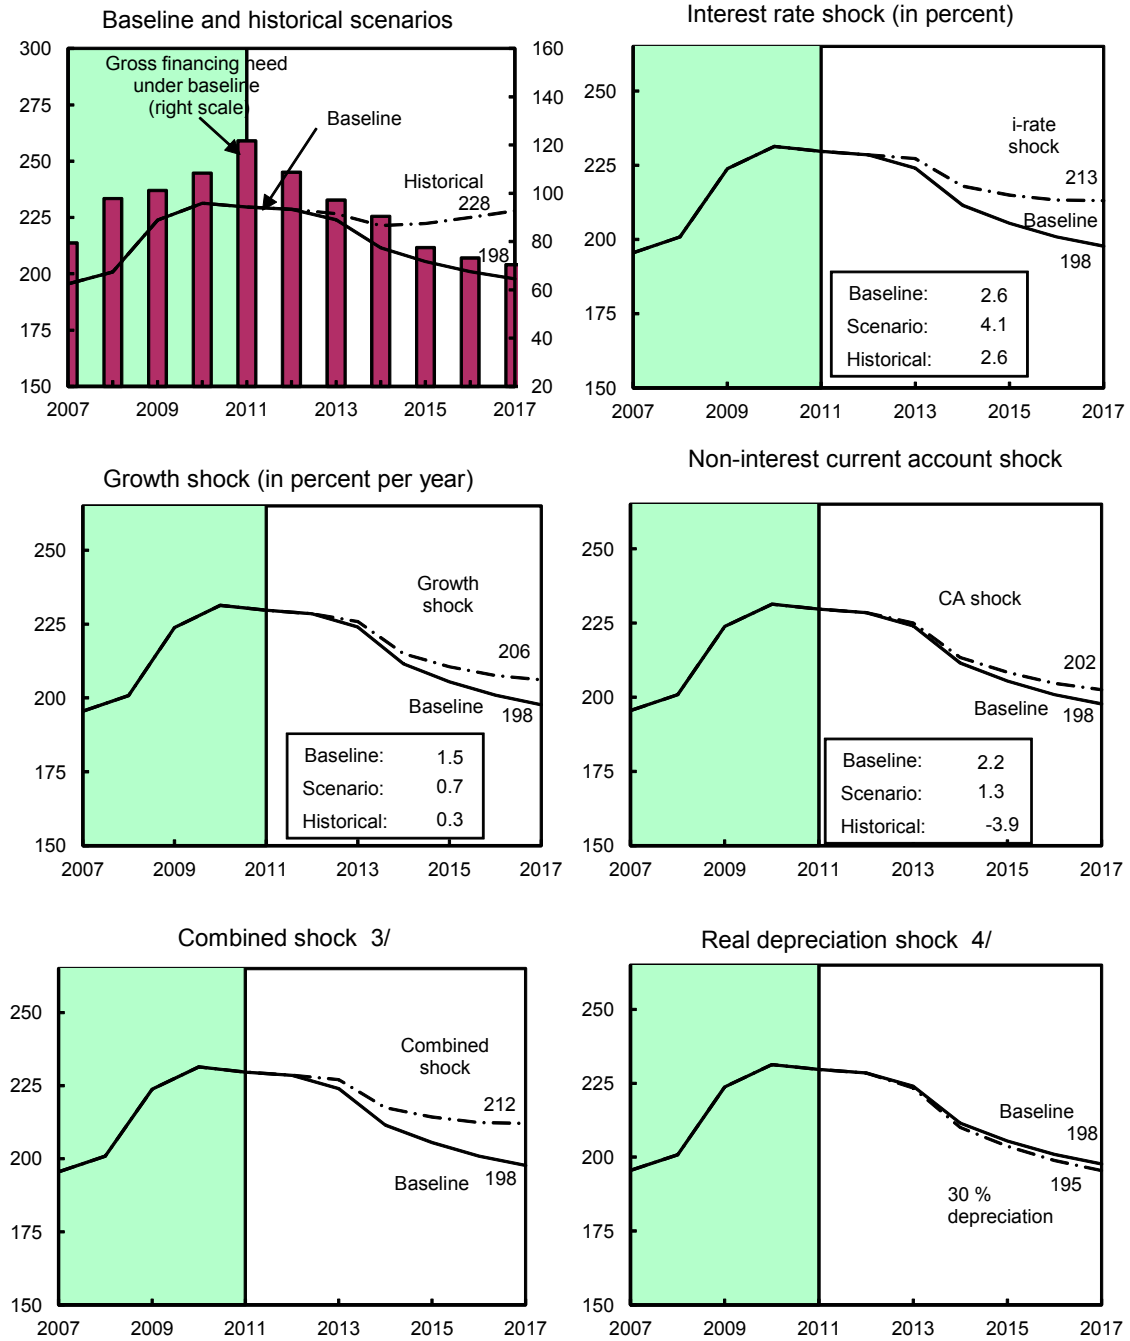 Baseline and historical scenarios
300
275
250
225
200
175
150
160
140
120
100
80
60
40
20
Gross financing need
under baseline
(right scale)
Baseline
Historical
228
198
2007 2009 2011 2013 2015 2017
Interest rate shock (in percent)
250
225
200
175
150
i-rate
shock
213
Baseline
198
Baseline: 2.6
Scenario: 4.1
Historical: 2.6
2007 2009 2011 2013 2015 2017
Growth shock (in percent per year)
250
225
200
175
150
Growth
shock
206
Baseline
198
Baseline: 1.5
Scenario: 0.7
Historical: 0.3
2007 2009 2011 2013 2015 2017
Non-interest current account shock
250
225
200
175
150
CA shock
202
Baseline
198
Baseline: 2.2
Scenario: 1.3
Historical: -3.9
2007 2009 2011 2013 2015 2017
Combined shock 3/
250
225
200
175
150
Combined
shock
212
Baseline
198
2007 2009 2011 2013 2015 2017
Real depreciation shock 4/
250
225
200
175
150
Baseline
198
195
30 %
depreciation
2007 2009 2011 2013 2015 2017